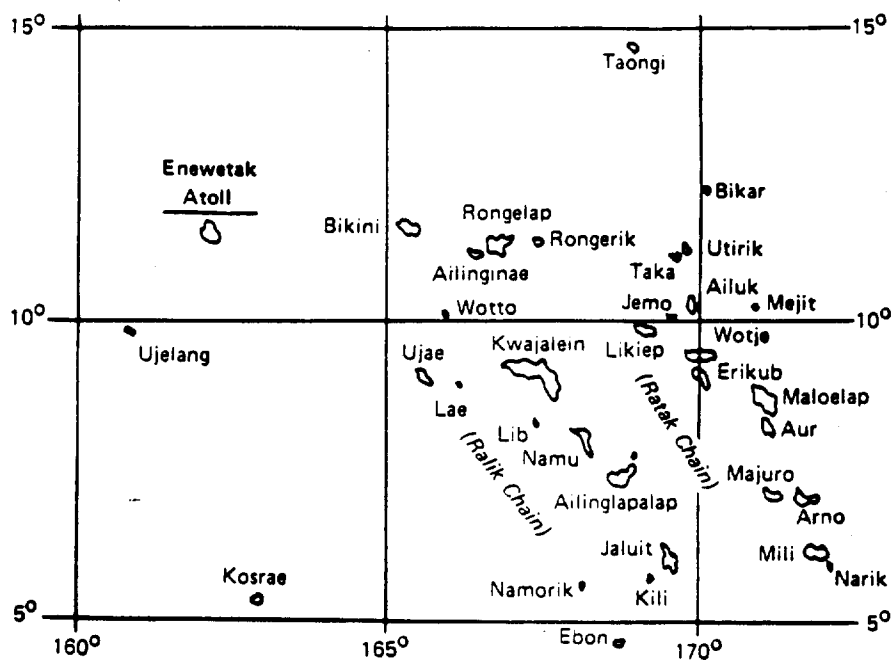 15°
15°
Taongi
Enewetak
Atoll
Bikar
Bikini
Rongelap
Rongerik
Utirik
Ailinginae
Taka
Ailuk
Wotto
Jemo
Mejit
10°
10°
Ujelang
Ujae
Kwajalein
Likiep
Wotje
Erikub
Lae
Maloelap
(Ratak Chain)
Lib
Aur
Namu
(Ralik Chain)
Majuro
Ailinglapalap
Arno
Jaluit
Mili
Kosrae
Namorik
Kili
Narik
5°
5°
160°
165°
Ebon
170°